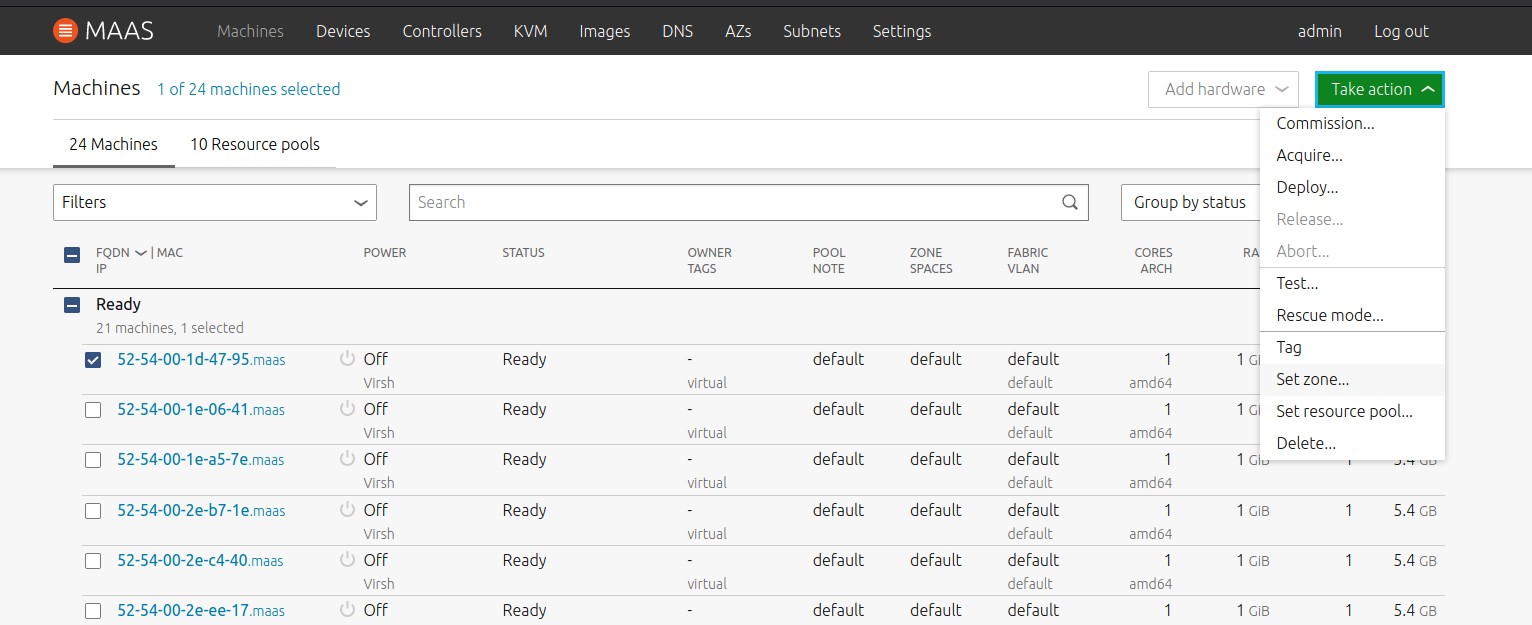 MAAS Machines Devices Controllers KVM Images DNS AZs Subnets Settings admin Log out
Machines 1 of 24 machines selected Add hardware Take action
24 Machines 10 Resource pools
Commission...
Acquire...
Deploy...
Release...
Abort...
Test...
Rescue mode...
Tag
Set zone...
Set resource pool...
Delete...
Filters Search Group by status
FQDN | MAC POWER STATUS OWNER POOL ZONE FABRIC CORES
IP TAGS NOTE SPACES VLAN ARCH
Ready
21 machines, 1 selected
52-54-00-1d-47-95.maas Off Ready - default default default 1 1
Virsh virtual default amd64
52-54-00-1e-06-41.maas Off Ready - default default default 1 1
Virsh virtual default amd64
52-54-00-1e-a5-7e.maas Off Ready - default default default 1 1 GiB 1 5.4 GB
Virsh virtual default amd64
52-54-00-2e-b7-1e.maas Off Ready - default default default 1 1 GiB 1 5.4 GB
Virsh virtual default amd64
52-54-00-2e-c4-40.maas Off Ready - default default default 1 1 GiB 1 5.4 GB
Virsh virtual default amd64
52-54-00-2e-ee-17.maas Off Ready - default default default 1 1 GiB 1 5.4 GB